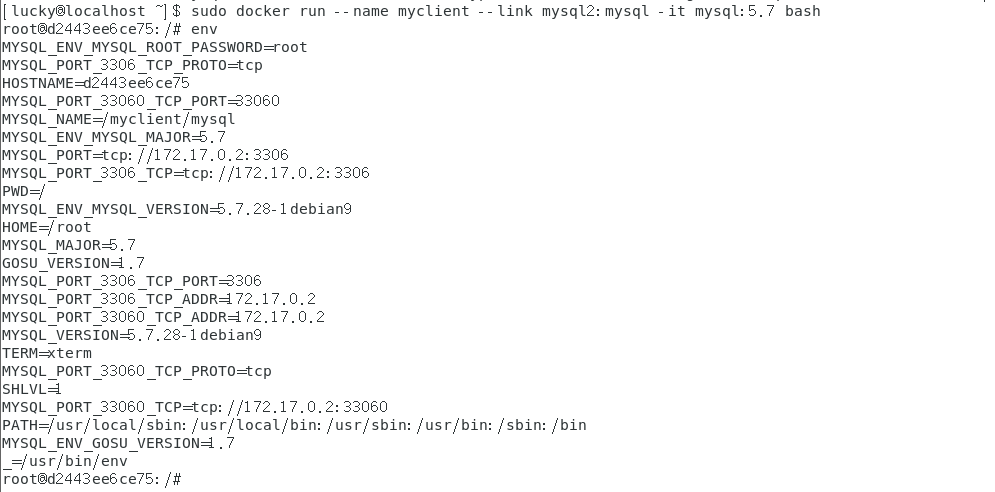 [lucky@localhost ~]$ sudo docker run --name myclient --link mysql2:mysql -it mysql:5.7 bash
root@d2443ee6ce75:/# env
MYSQL_ENV_MYSQL_ROOT_PASSWORD=root
MYSQL_PORT_3306_TCP_PROTO=tcp
HOSTNAME=d2443ee6ce75
MYSQL_PORT_33060_TCP_PORT=33060
MYSQL_NAME=/myclient/mysql
MYSQL_ENV_MYSQL_MAJOR=5.7
MYSQL_PORT=tcp://172.17.0.2:3306
MYSQL_PORT_3306_TCP=tcp://172.17.0.2:3306
PWD=/
MYSQL_ENV_MYSQL_VERSION=5.7.28-1debian9
HOME=/root
MYSQL_MAJOR=5.7
GOSU_VERSION=1.7
MYSQL_PORT_3306_TCP_PORT=3306
MYSQL_PORT_3306_TCP_ADDR=172.17.0.2
MYSQL_PORT_33060_TCP_ADDR=172.17.0.2
MYSQL_VERSION=5.7.28-1debian9
TERM=xterm
MYSQL_PORT_33060_TCP_PROTO=tcp
SHLVL=1
MYSQL_PORT_33060_TCP=tcp://172.17.0.2:33060
PATH=/usr/local/sbin:/usr/local/bin:/usr/sbin:/usr/bin:/sbin:/bin
MYSQL_ENV_GOSU_VERSION=1.7
_=/usr/bin/env
root@d2443ee6ce75:/#